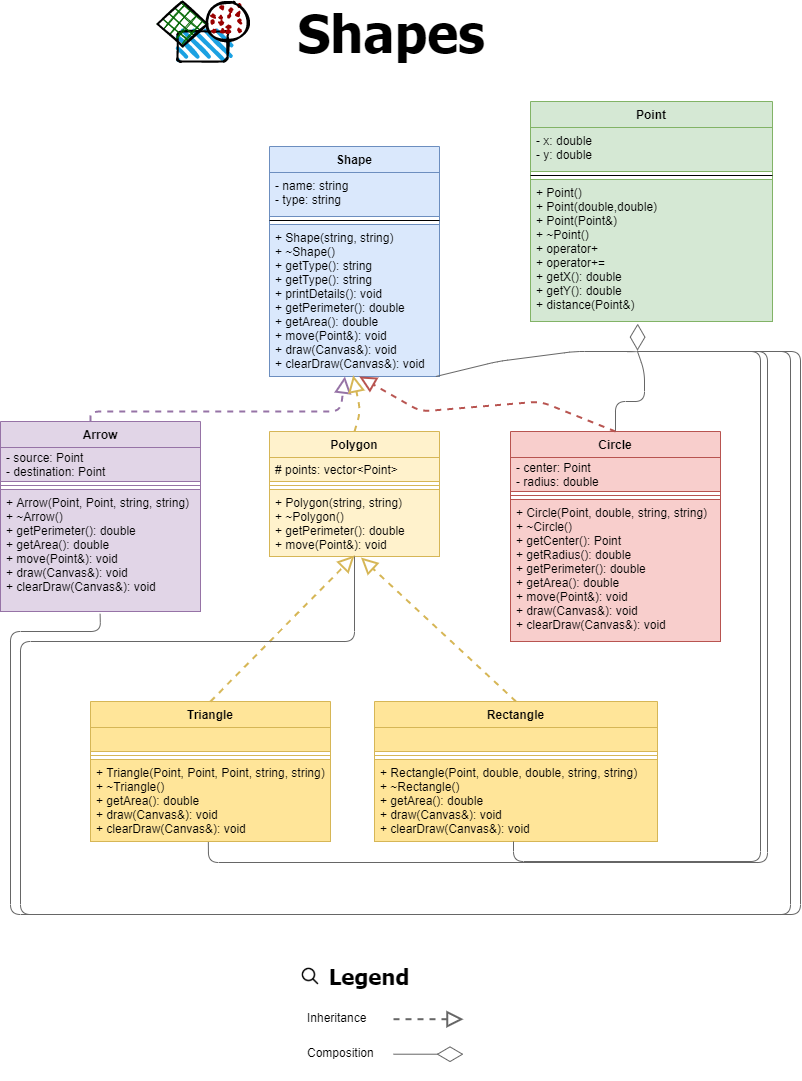 Shapes
Point
- x: double
- y: double
+ Point()
+ Point(double,double)
+ Point(Point&)
+ ~Point()
+ operator+
+ operator+=
+ getX(): double
+ getY(): double
+ distance(Point&)
Shape
- name: string
- type: string
+ Shape(string, string)
+ ~Shape()
+ getType(): string
+ getType(): string
+ printDetails(): void
+ getPerimeter(): double
+ getArea(): double
+ move(Point&): void
+ draw(Canvas&): void
+ clearDraw(Canvas&): void
Arrow
- source: Point
- destination: Point
+ Arrow(Point, Point, string, string)
+ ~Arrow()
+ getPerimeter(): double
+ getArea(): double
+ move(Point&): void
+ draw(Canvas&): void
+ clearDraw(Canvas&): void
Polygon
# points: vector<Point>
+ Polygon(string, string)
+ ~Polygon()
+ getPerimeter(): double
+ move(Point&): void
Circle
- center: Point
- radius: double
+ Circle(Point, double, string, string)
+ ~Circle()
+ getCenter(): Point
+ getRadius(): double
+ getPerimeter(): double
+ getArea(): double
+ move(Point&): void
+ draw(Canvas&): void
+ clearDraw(Canvas&): void
Triangle
+ Triangle(Point, Point, Point, string, string)
+ ~Triangle()
+ getArea(): double
+ draw(Canvas&): void
+ clearDraw(Canvas&): void
Rectangle
+ Rectangle(Point, double, double, string, string)
+ ~Rectangle()
+ getArea(): double
+ draw(Canvas&): void
+ clearDraw(Canvas&): void
Legend
Inheritance
Composition